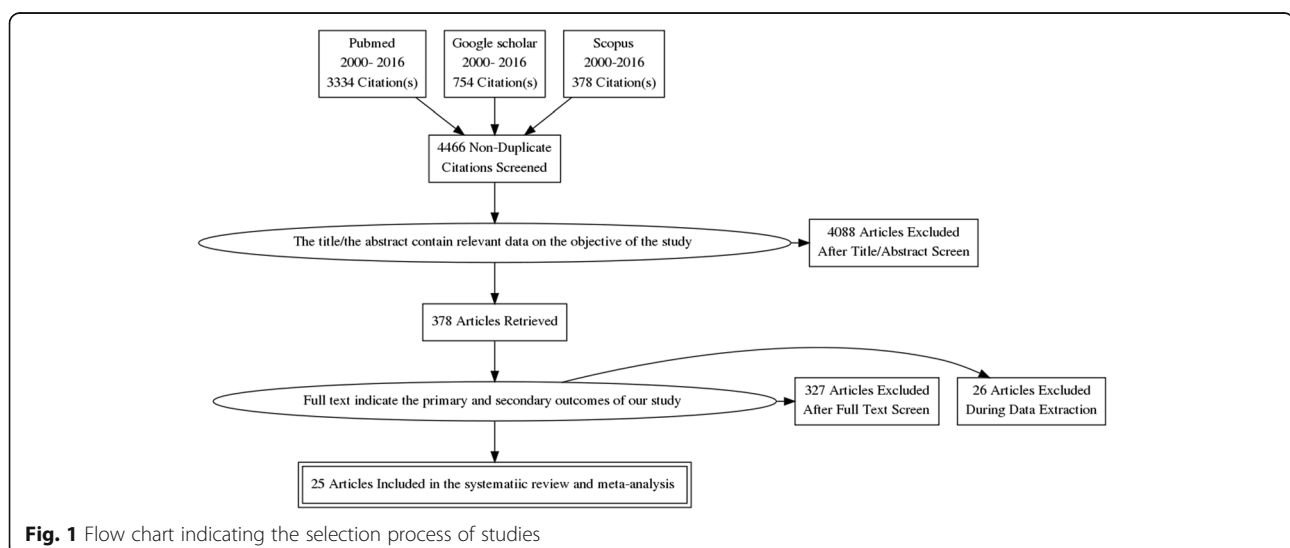 Pubmed
2000- 2016
3334 Citation(s)
Google scholar
2000- 2016
754 Citation(s)
Scopus
2000-2016
378 Citation(s)
4466 Non-Duplicate
Citations Screened
The title/the abstract contain relevant data on the objective of the study
4088 Articles Excluded
After Title/Abstract Screen
378 Articles Retrieved
Full text indicate the primary and secondary outcomes of our study
327 Articles Excluded
After Full Text Screen
26 Articles Excluded
During Data Extraction
25 Articles Included in the systematiic review and meta-analysis
Fig. 1 Flow chart indicating the selection process of studies